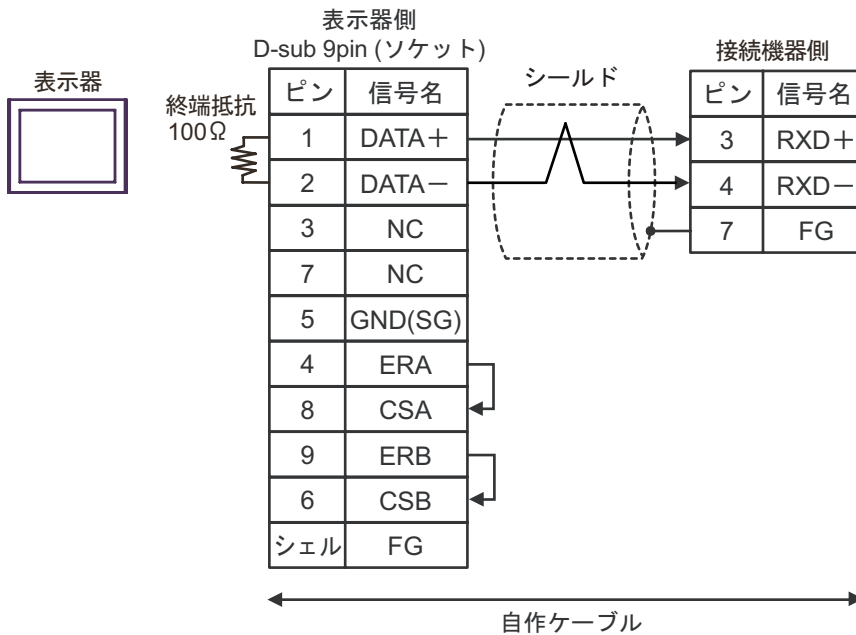 表示器側
D-sub 9pin (ソケット)
表示器
終端抵抗
100Ω
ピン 信号名
1 DATA＋
2 DATA－
3 NC
7 NC
5 GND(SG)
4 ERA
8 CSA
9 ERB
6 CSB
シェル FG
シールド
接続機器側
ピン 信号名
3 RXD＋
4 RXD－
7 FG
自作ケーブル